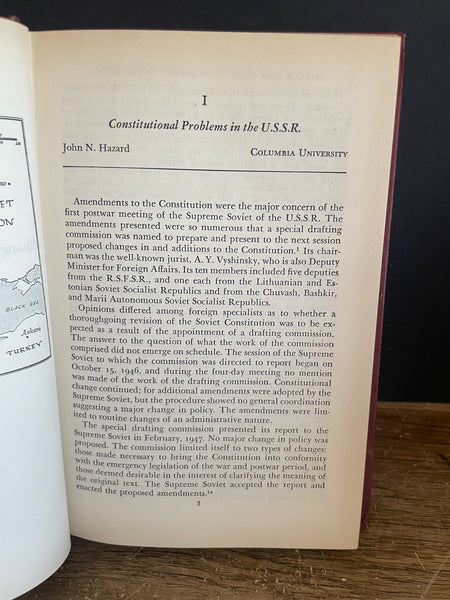 ET
ON
BLACK SEA
Ankara
TURKEY
I
Constitutional Problems in the U.S.S.R.
John N. Hazard Columbia University
Amendments to the Constitution were the major concern of the
first postwar meeting of the Supreme Soviet of the U.S.S.R. The
amendments presented were so numerous that a special drafting
commission was named to prepare and present to the next session
proposed changes in and additions to the Constitution.¹ Its chair-
man was the well-known jurist, A. Y. Vyshinsky, who is also Deputy
Minister for Foreign Affairs. Its ten members included five deputies
from the R.S.F.S.R., and one each from the Lithuanian and Es-
tonian Soviet Socialist Republics and from the Chuvash, Bashkir,
and Marii Autonomous Soviet Socialist Republics.
Opinions differed among foreign specialists as to whether a
thoroughgoing revision of the Soviet Constitution was to be ex-
pected as a result of the appointment of a drafting commission.
The answer to the question of what the work of the commission
comprised did not emerge on schedule. The session of the Supreme
Soviet to which the commission was directed to report began on
October 15, 1946, and during the four-day meeting no mention
was made of the work of the drafting commission. Constitutional
change continued; for additional amendments were adopted by the
Supreme Soviet, but the procedure showed no general coordination
suggesting a major change in policy. The amendments were lim-
ited to routine changes of an administrative nature.
The special drafting commission presented its report to the
Supreme Soviet in February, 1947. No major change in policy was
proposed. The commission limited itself to two types of changes:
those made necessary to bring the Constitution into conformity
with the emergency legislation of the war and postwar period, and
those deemed desirable in the interest of clarifying the meaning of
the original text. The Supreme Soviet accepted the report and
enacted the proposed amendments.¹ᵃ
3